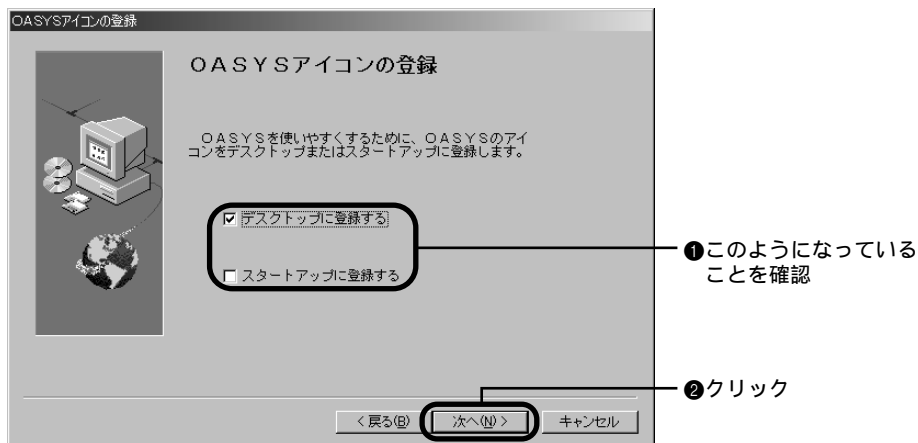 OASYSアイコンの登録
ＯＡＳＹＳアイコンの登録
ＯＡＳＹＳを使いやすくするために、ＯＡＳＹＳのアイ
コンをデスクトップまたはスタートアップに登録します。
デスクトップに登録する
スタートアップに登録する
❶このようになっている
ことを確認
❷クリック
< 戻る(B)
次へ(N) >
キャンセル